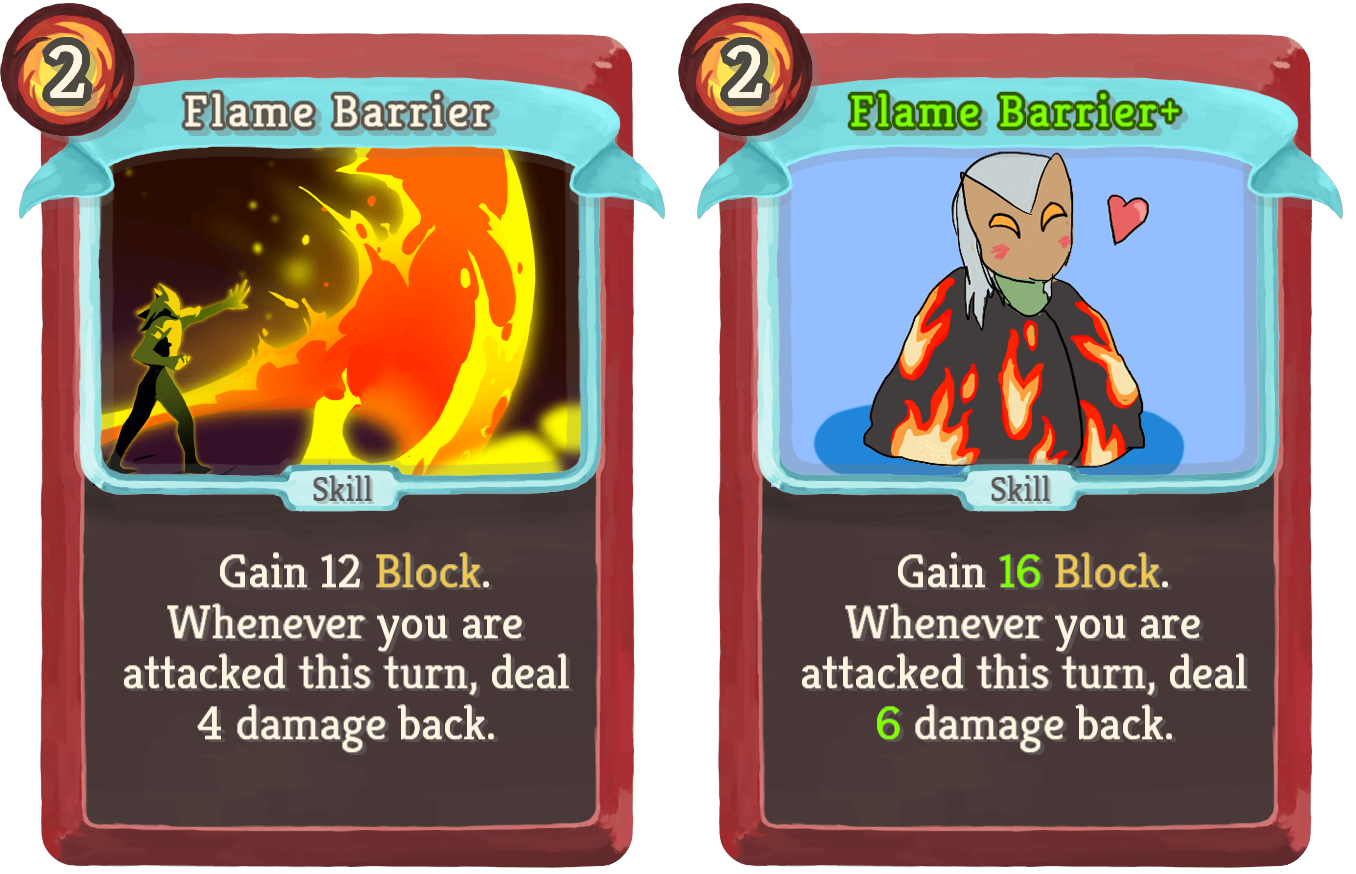 2
Flame Barrier
Skill
Gain 12 Block.
Whenever you are
attacked this turn, deal
4 damage back.
2
Flame Barrier+
Skill
Gain 16 Block.
Whenever you are
attacked this turn, deal
6 damage back.